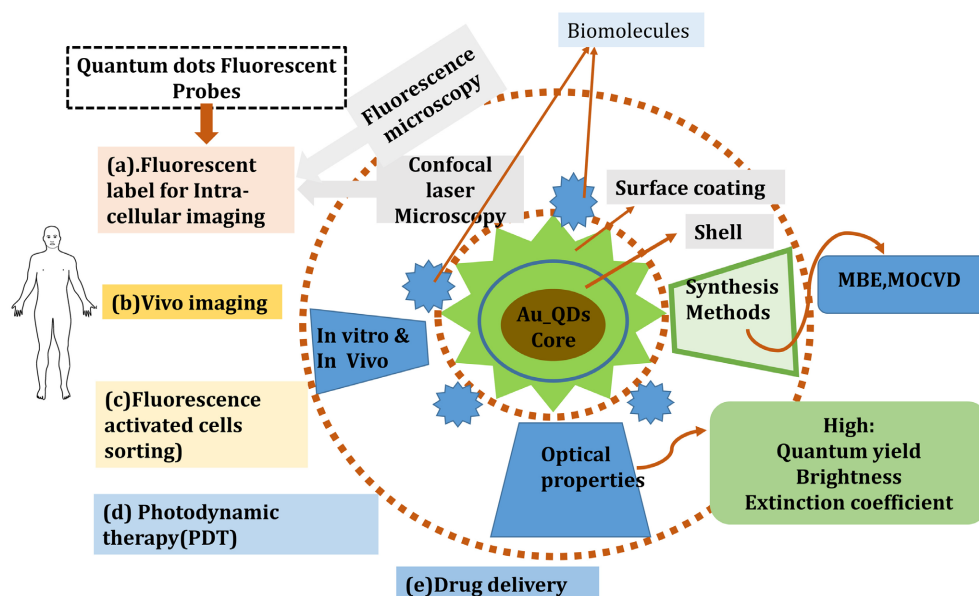 Biomolecules
Quantum dots Fluorescent
Probes
Fluorescence
microscopy
(a).Fluorescent
label for Intra-
cellular imaging
Confocal
laser
Microscopy
Surface coating
Shell
(b)Vivo imaging
In vitro &
In Vivo
Au_QDs
Core
Synthesis
Methods
MBE,MOCVD
(c)Fluorescence
activated cells
sorting)
Optical
properties
High:
Quantum yield
Brightness
Extinction coefficient
(d) Photodynamic
therapy(PDT)
(e)Drug delivery